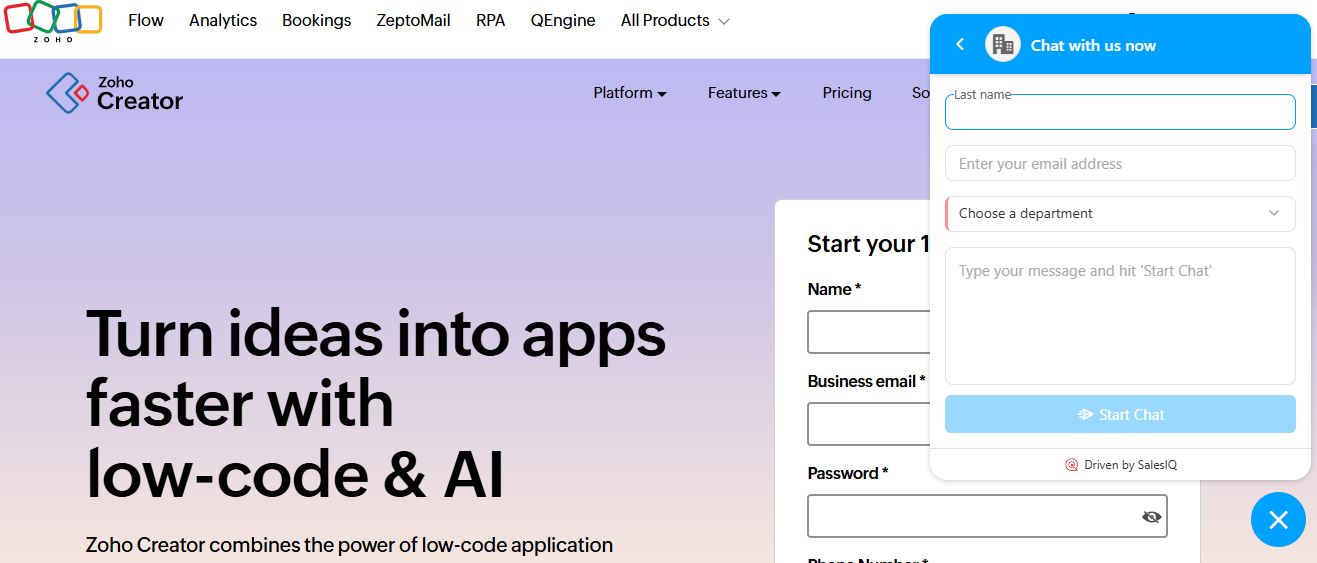 ZOHO
Flow Analytics Bookings ZeptoMail RPA QEngine All Products
Zoho
Creator
Platform Features Pricing So
Turn ideas into apps
faster with
low-code & AI
Zoho Creator combines the power of low-code application
Start your 1
Name *
Business email *
Password *
Phone Number *
Chat with us now
Last name
Enter your email address
Choose a department
Type your message and hit 'Start Chat'
Start Chat
Driven by SalesIQ